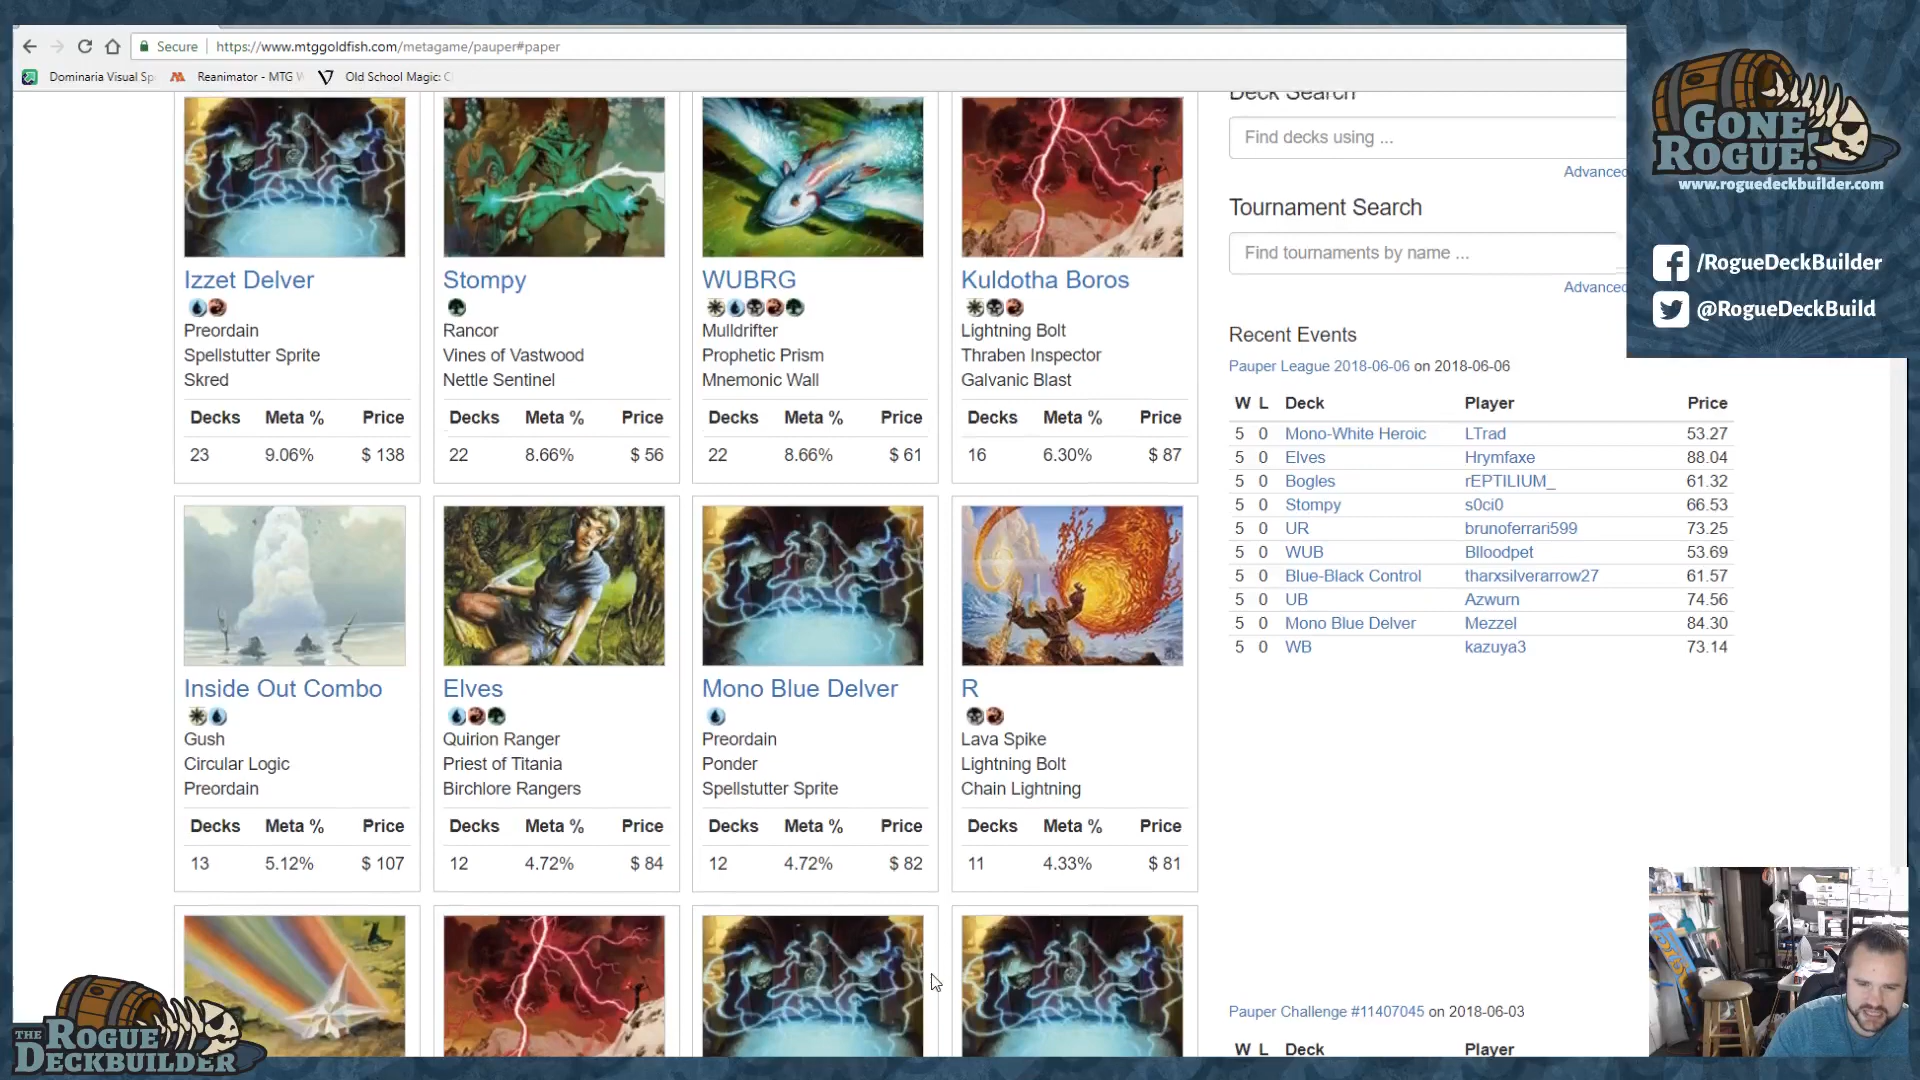 Secure https://www.mtggoldfish.com/metagame/pauper#paper
Dominaria Visual Sp Reanimator - MTG Old School Magic: C
Izzet Delver
Preordain
Spellstutter Sprite
Skred
Decks Meta % Price
23 9.06% $ 138
Stompy
Rancor
Vines of Vastwood
Nettle Sentinel
Decks Meta % Price
22 8.66% $ 56
WUBRG
Mulldrifter
Prophetic Prism
Mnemonic Wall
Decks Meta % Price
22 8.66% $ 61
Kuldotha Boros
Lightning Bolt
Thraben Inspector
Galvanic Blast
Decks Meta % Price
16 6.30% $ 87
Inside Out Combo
Gush
Circular Logic
Preordain
Decks Meta % Price
13 5.12% $ 107
Elves
Quirion Ranger
Priest of Titania
Birchlore Rangers
Decks Meta % Price
12 4.72% $ 84
Mono Blue Delver
Preordain
Ponder
Spellstutter Sprite
Decks Meta % Price
12 4.72% $ 82
R
Lava Spike
Lightning Bolt
Chain Lightning
Decks Meta % Price
11 4.33% $ 81
Deck Search
Find decks using ...
Advanced
Tournament Search
Find tournaments by name ...
Advanced
Recent Events
Pauper League 2018-06-06 on 2018-06-06
W L Deck Player Price
5 0 Mono-White Heroic LTrad 53.27
5 0 Elves Hrymfaxe 88.04
5 0 Bogles rEPTILIUM_ 61.32
5 0 Stompy s0ci0 66.53
5 0 UR brunoferrari599 73.25
5 0 WUB Blloodpet 53.69
5 0 Blue-Black Control tharxsilverarrow27 61.57
5 0 UB Azwurn 74.56
5 0 Mono Blue Delver Mezzel 84.30
5 0 WB kazuya3 73.14
Pauper Challenge #11407045 on 2018-06-03
W L Deck Player
GONE
ROGUE!
www.roguedeckbuilder.com
/RogueDeckBuilder
@RogueDeckBuild
THE ROGUE
DECKBUILDER